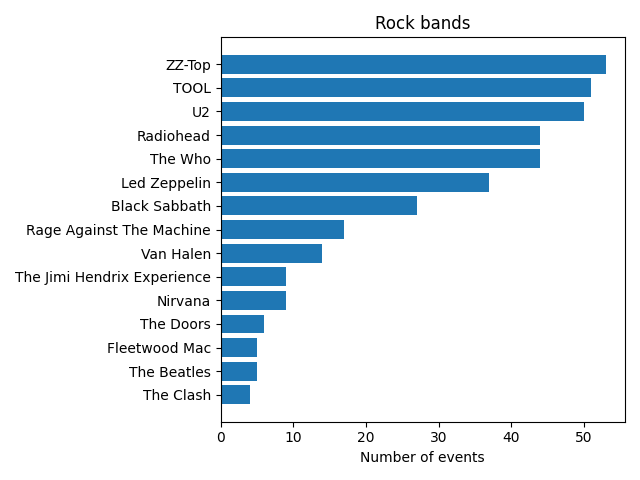 Rock bands
ZZ-Top
TOOL
U2
Radiohead
The Who
Led Zeppelin
Black Sabbath
Rage Against The Machine
Van Halen
The Jimi Hendrix Experience
Nirvana
The Doors
Fleetwood Mac
The Beatles
The Clash
0 10 20 30 40 50
Number of events